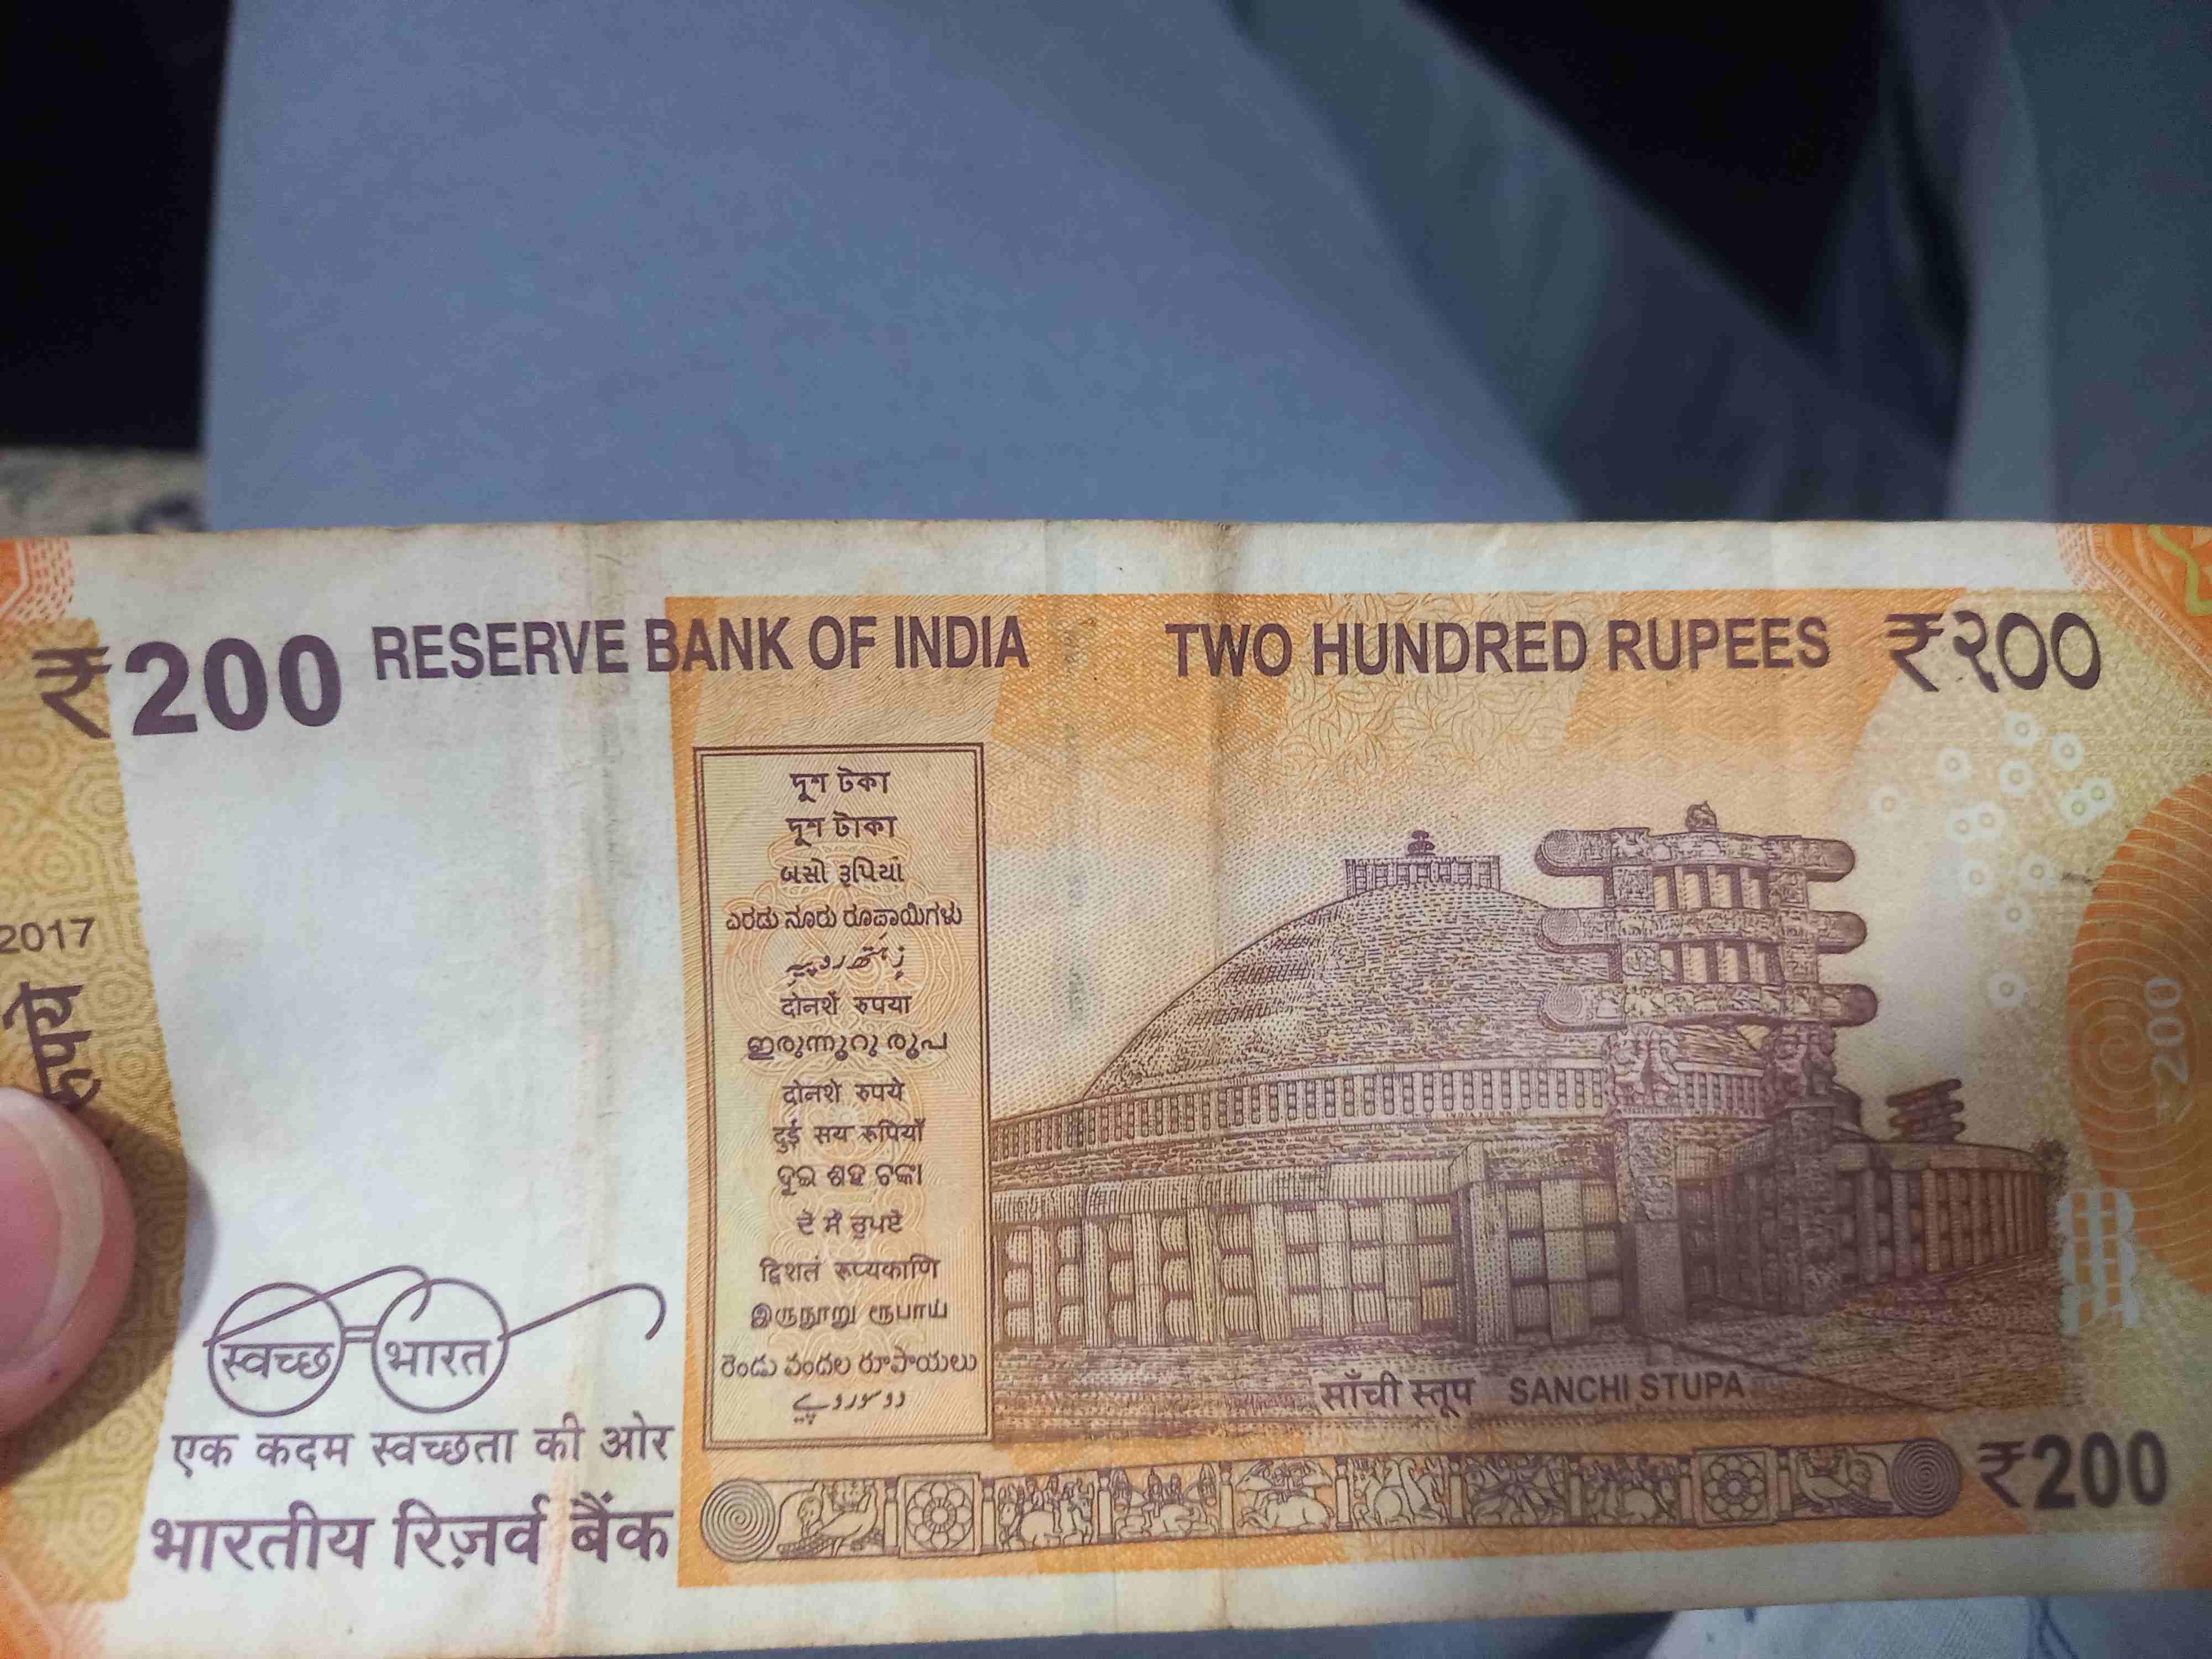 ₹200 RESERVE BANK OF INDIA TWO HUNDRED RUPEES ₹२००
2017
रुपये
দুশ টকা
দুশ টাকা
બસો રૂપિયા
ಎರಡು ನೂರು ರೂಪಾಯಿಗಳು
दोनशें रुपया
ഇരുന്നൂറു രൂപ
दोनशे रुपये
दुई सय रूपियाँ
ଦୁଇ ଶହ ଟଙ୍କା
ਦੋ ਸੌ ਰੁਪਏ
द्विशतं रूप्यकाणि
இருநூறு ரூபாய்
రెండు వందల రూపాయలు
دو سو روپیے
200
स्वच्छ भारत
एक कदम स्वच्छता की ओर
भारतीय रिज़र्व बैंक
साँची स्तूप SANCHI STUPA
₹200